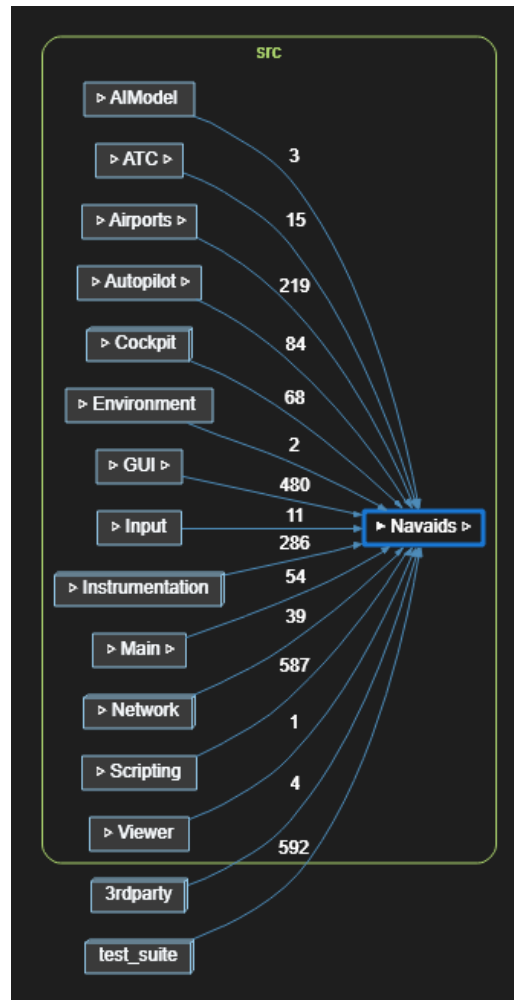 src
▹ AIModel
3
▹ ATC ▹
15
▹ Airports ▹
219
▹ Autopilot ▹
84
▹ Cockpit
68
▹ Environment
2
▹ GUI ▹
480
▹ Input
11
▸ Navaids ▹
286
▹ Instrumentation
54
▹ Main ▹
39
▹ Network
587
▹ Scripting
1
▹ Viewer
4
592
3rdparty
test_suite